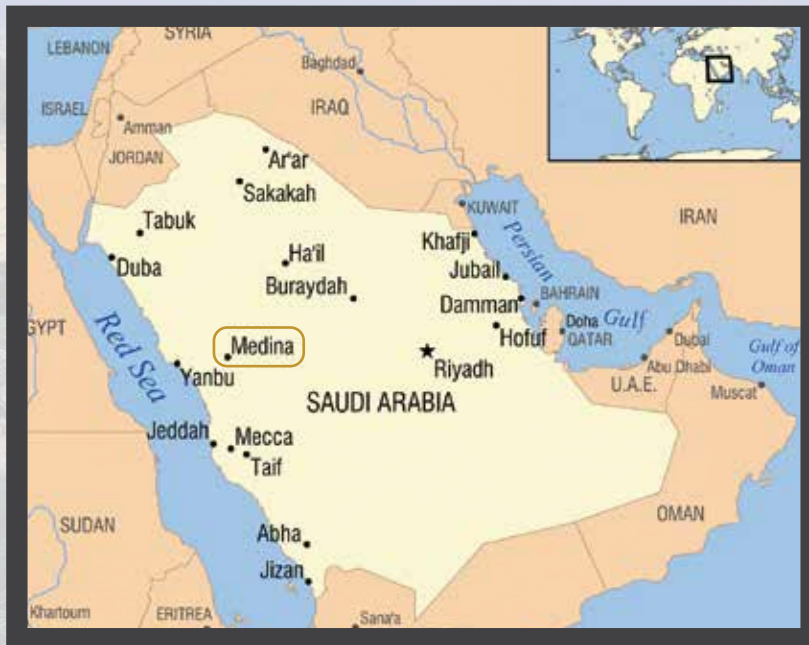 SYRIA
LEBANON
Baghdad
ISRAEL
IRAQ
Amman
JORDAN
Ar'ar
Sakakah
KUWAIT
IRAN
Tabuk
Khafji
Persian
Ha'il
Duba
Jubail
Buraydah
Damman
BAHRAIN
Gulf
Doha
QATAR
Dubai
GYPT
Red Sea
Hofuf
Medina
Gulf of
Oman
Riyadh
Abu Dhabi
Yanbu
U.A.E.
Muscat
SAUDI ARABIA
Jeddah
Mecca
Taif
SUDAN
OMAN
Abha
Jizan
Khartoum
ERITREA
Sana'a